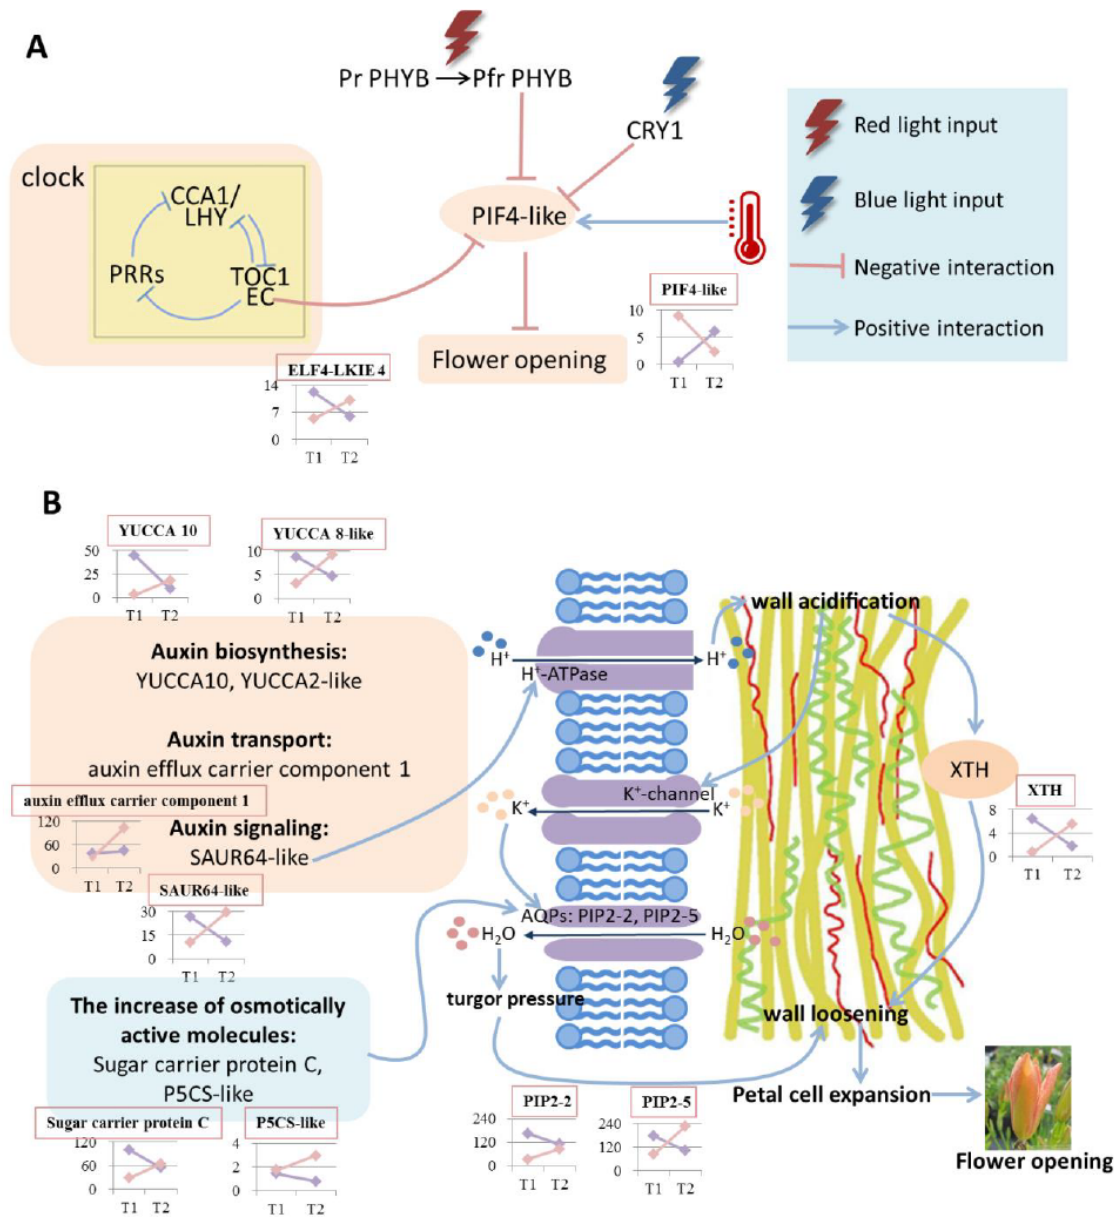 A
Pr PHYB
Pfr PHYB
CRY1
Red light input
Blue light input
Negative interaction
Positive interaction
clock
CCA1/
LHY
PRRs
TOC1
EC
PIF4-like
Flower opening
PIF4-like
10
5
0
T1 T2
ELF4-LKIE 4
14
7
0
T1 T2
B
YUCCA 10
50
25
0
T1 T2
YUCCA 8-like
10
5
0
T1 T2
Auxin biosynthesis:
YUCCA10, YUCCA2-like
Auxin transport:
auxin efflux carrier component 1
auxin efflux carrier component 1
120
60
0
T1 T2
Auxin signaling:
SAUR64-like
SAUR64-like
30
15
0
T1 T2
The increase of osmotically
active molecules:
Sugar carrier protein C,
P5CS-like
Sugar carrier protein C
120
60
0
T1 T2
P5CS-like
4
2
0
T1 T2
H+
H+-ATPase
H+
wall acidification
K+
K+-channel
K+
XTH
XTH
8
4
0
T1 T2
AQPs: PIP2-2, PIP2-5
H2O
H2O
turgor pressure
wall loosening
PIP2-2
240
120
0
T1 T2
PIP2-5
240
120
0
T1 T2
Petal cell expansion
Flower opening